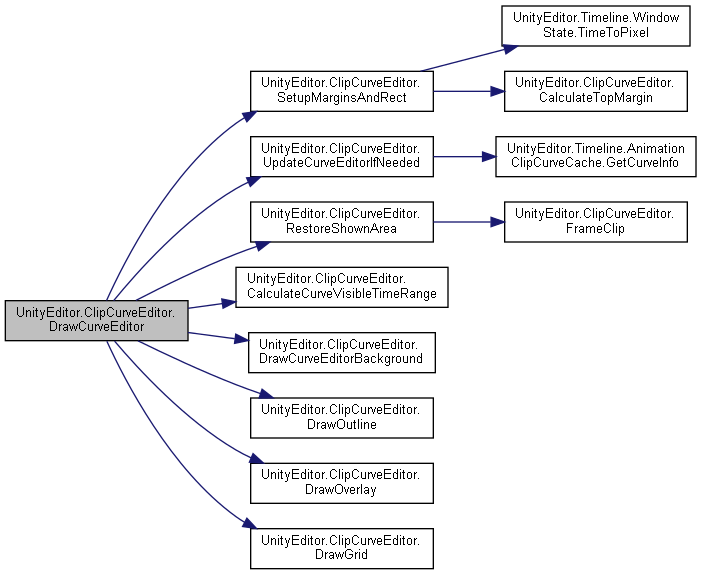 UnityEditor.Timeline.Window
State.TimeToPixel
UnityEditor.ClipCurveEditor.
SetupMarginsAndRect
UnityEditor.ClipCurveEditor.
CalculateTopMargin
UnityEditor.ClipCurveEditor.
UpdateCurveEditorIfNeeded
UnityEditor.Timeline.Animation
ClipCurveCache.GetCurveInfo
UnityEditor.ClipCurveEditor.
RestoreShownArea
UnityEditor.ClipCurveEditor.
FrameClip
UnityEditor.ClipCurveEditor.
CalculateCurveVisibleTimeRange
UnityEditor.ClipCurveEditor.
DrawCurveEditor
UnityEditor.ClipCurveEditor.
DrawCurveEditorBackground
UnityEditor.ClipCurveEditor.
DrawOutline
UnityEditor.ClipCurveEditor.
DrawOverlay
UnityEditor.ClipCurveEditor.
DrawGrid